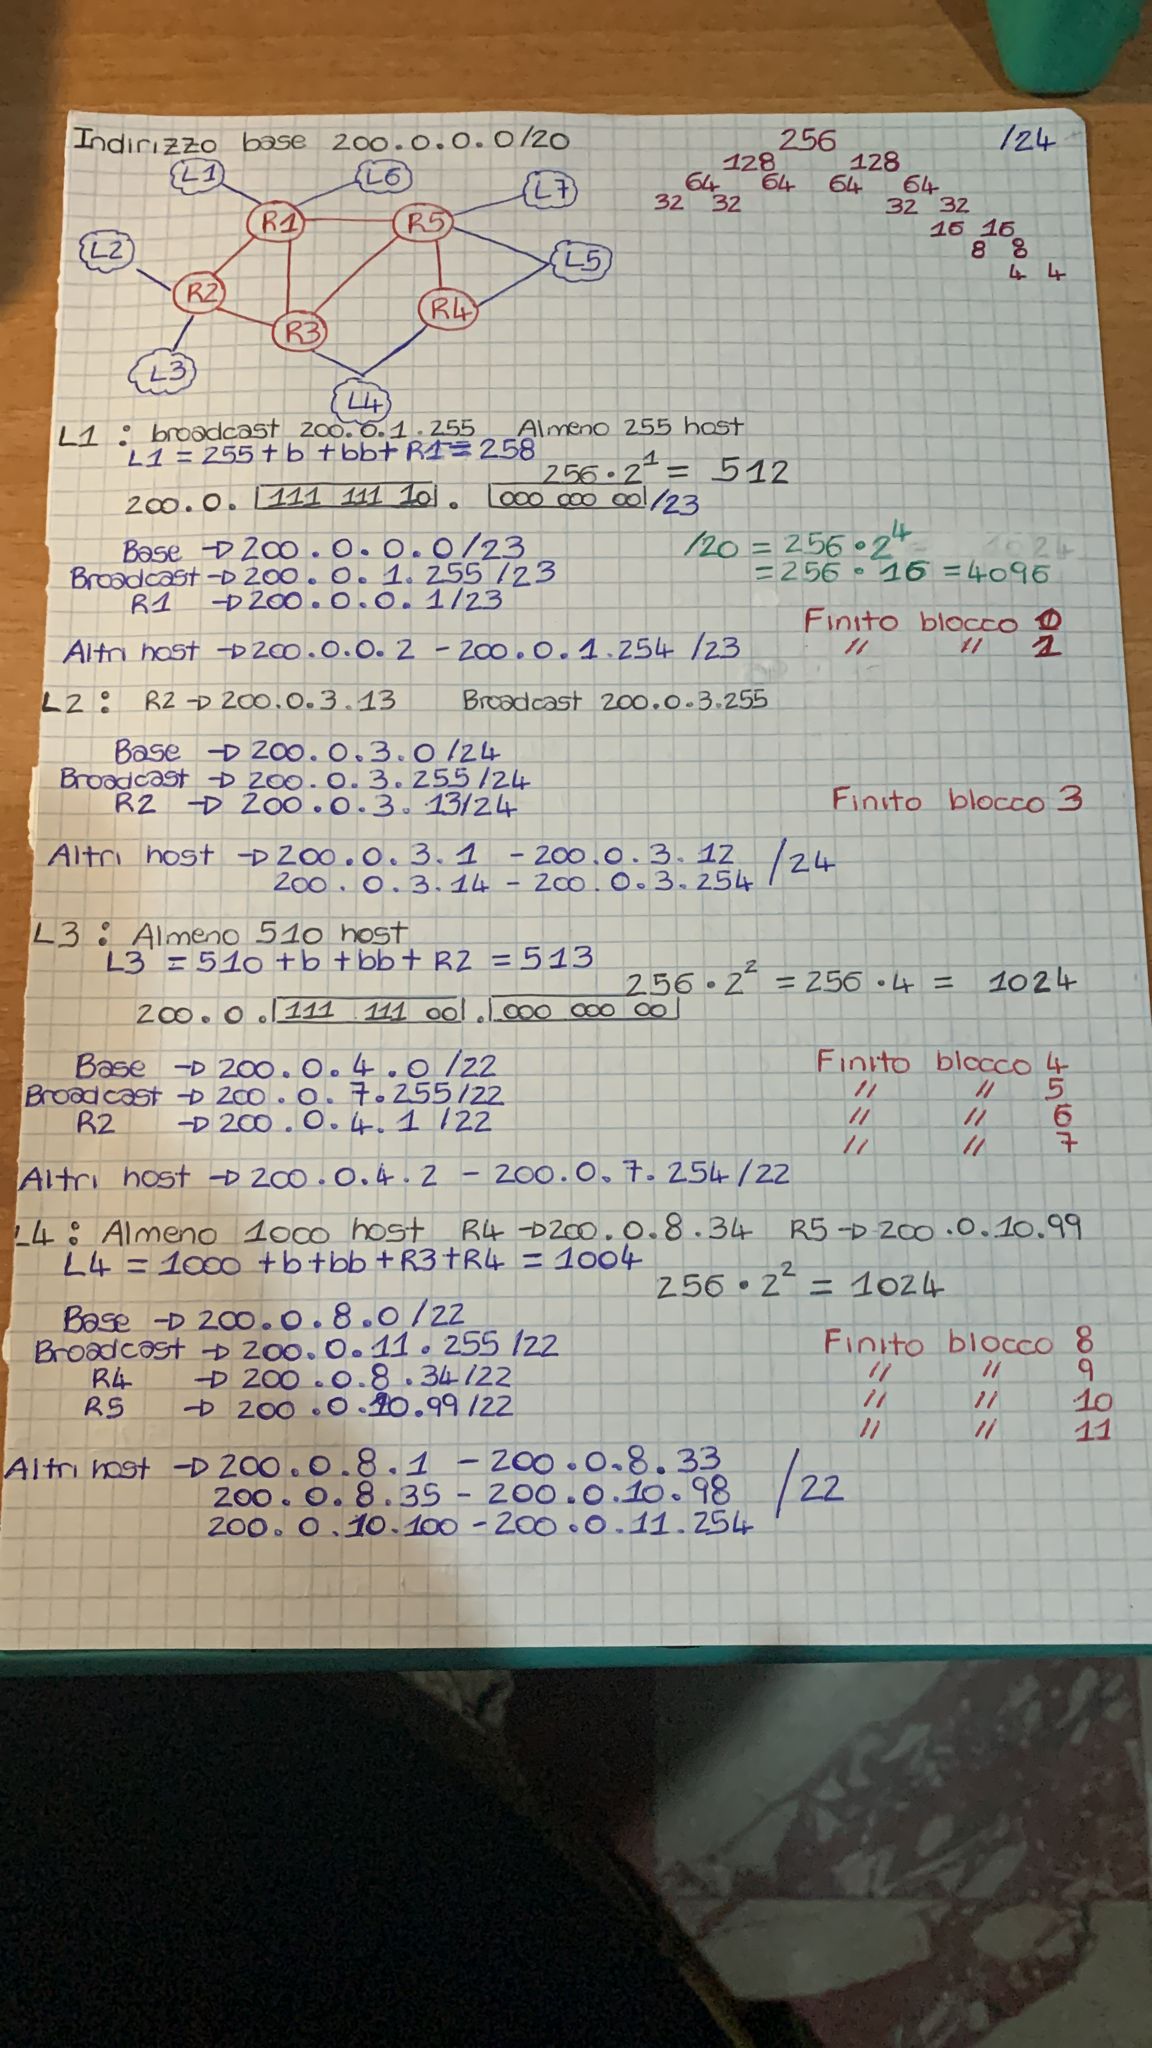 Indirizzo base 200.0.0.0/20
256 /24
128 128
64 64 64 64
32 32 32 32
16 16
8 8
4 4
L1 L6 L7
R1 R5
L2 L5
R2 R4
R3
L3
L4
L1 : broadcast 200.0.1.255 Almeno 255 host
L1 = 255 + b + bb + R1 = 258
256 · 2^1 = 512
200.0. 111 111 10 . 000 000 00 /23
Base → 200.0.0.0/23
/20 = 256 · 2^4
Broadcast → 200.0.1.255/23
= 256 · 16 = 4096
R1 → 200.0.0.1/23
Finito blocco 0
Altri host → 200.0.0.2 - 200.0.1.254 /23
" " 1
L2 : R2 → 200.0.3.13 Broadcast 200.0.3.255
Base → 200.0.3.0/24
Broadcast → 200.0.3.255/24
R2 → 200.0.3.13/24
Finito blocco 3
Altri host → 200.0.3.1 - 200.0.3.12
200.0.3.14 - 200.0.3.254 /24
L3 : Almeno 510 host
L3 = 510 + b + bb + R2 = 513
256 · 2^2 = 256 · 4 = 1024
200.0. 111 111 00 . 000 000 00
Base → 200.0.4.0/22 Finito blocco 4
Broadcast → 200.0.7.255/22 " " 5
R2 → 200.0.4.1/22 " " 6
" " 7
Altri host → 200.0.4.2 - 200.0.7.254/22
L4 : Almeno 1000 host R4 → 200.0.8.34 R5 → 200.0.10.99
L4 = 1000 + b + bb + R3 + R4 = 1004
256 · 2^2 = 1024
Base → 200.0.8.0/22
Broadcast → 200.0.11.255/22 Finito blocco 8
R4 → 200.0.8.34/22 " " 9
R5 → 200.0.10.99/22 " " 10
" " 11
Altri host → 200.0.8.1 - 200.0.8.33
200.0.8.35 - 200.0.10.98 /22
200.0.10.100 - 200.0.11.254